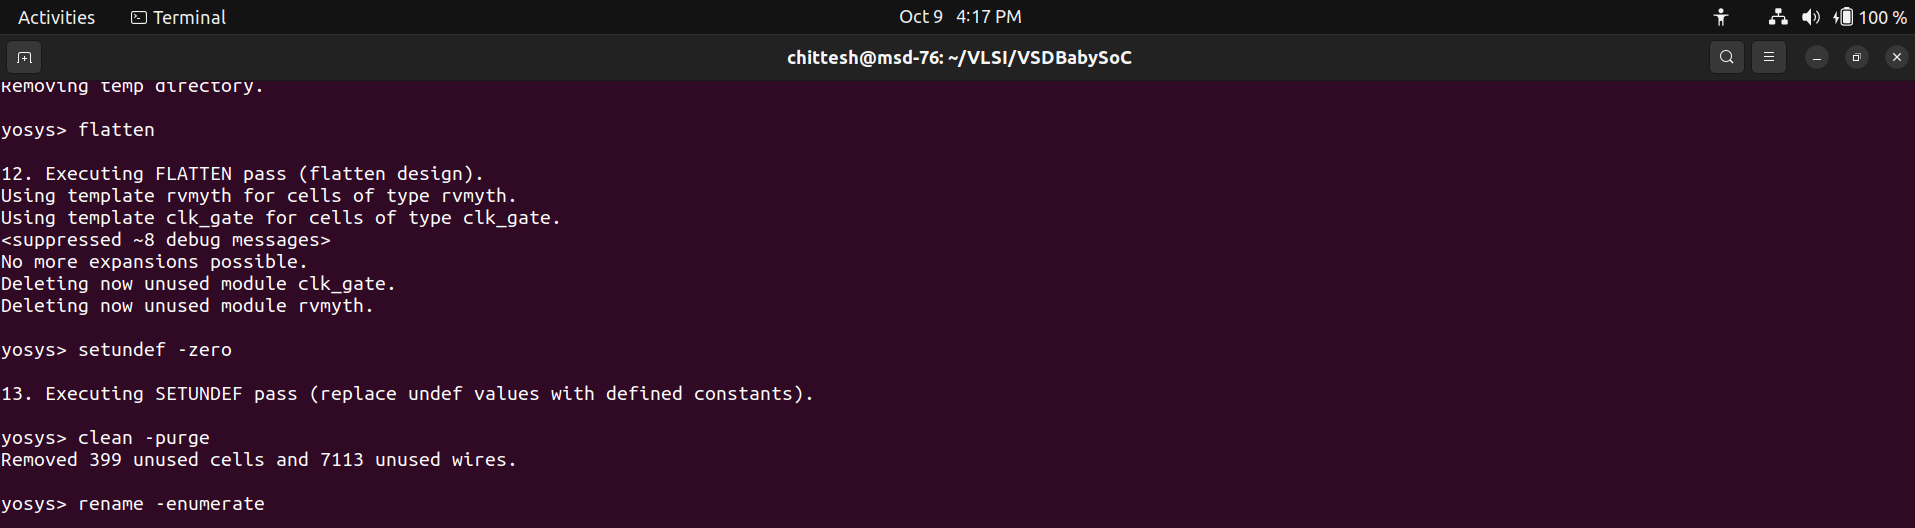 Activities Terminal Oct 9 4:17 PM 100 %
chittesh@msd-76: ~/VLSI/VSDBabySoC
Removing temp directory.
yosys> flatten
12. Executing FLATTEN pass (flatten design).
Using template rvmyth for cells of type rvmyth.
Using template clk_gate for cells of type clk_gate.
<suppressed ~8 debug messages>
No more expansions possible.
Deleting now unused module clk_gate.
Deleting now unused module rvmyth.
yosys> setundef -zero
13. Executing SETUNDEF pass (replace undef values with defined constants).
yosys> clean -purge
Removed 399 unused cells and 7113 unused wires.
yosys> rename -enumerate